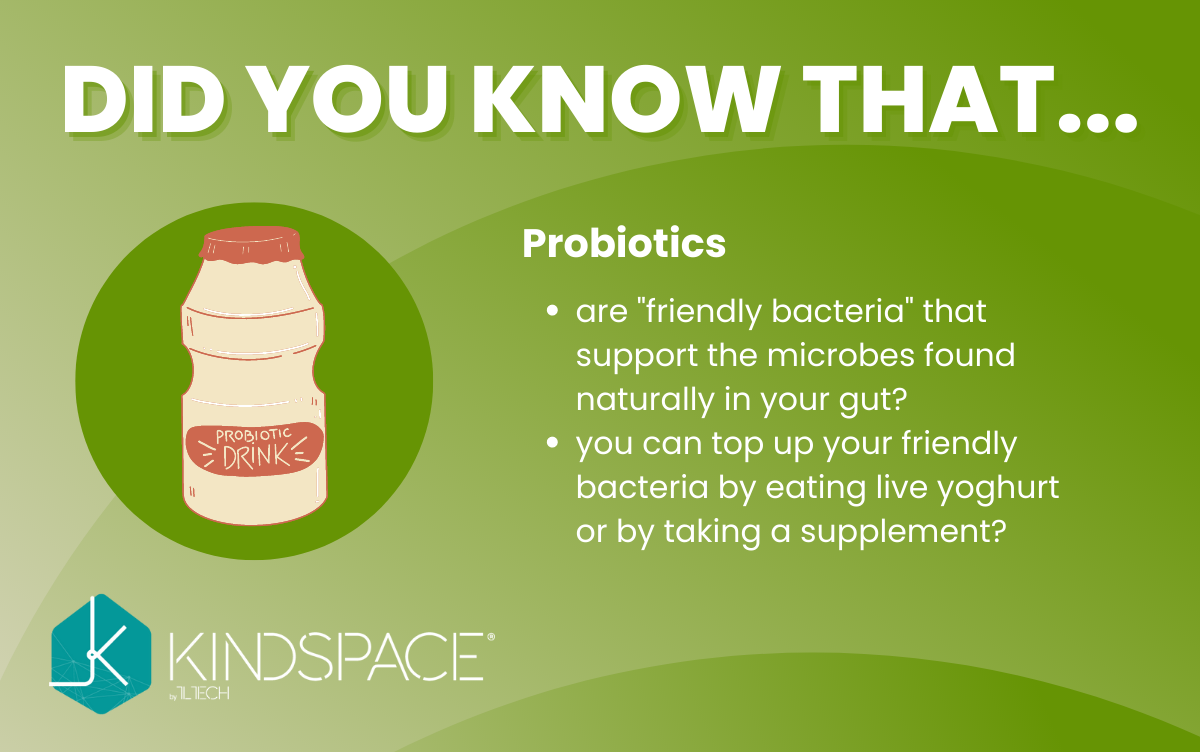 DID YOU KNOW THAT...
Probiotics
are "friendly bacteria" that
support the microbes found
naturally in your gut?
you can top up your friendly
bacteria by eating live yoghurt
or by taking a supplement?
PROBIOTIC
DRINK
KINDSPACE®
by TLTECH